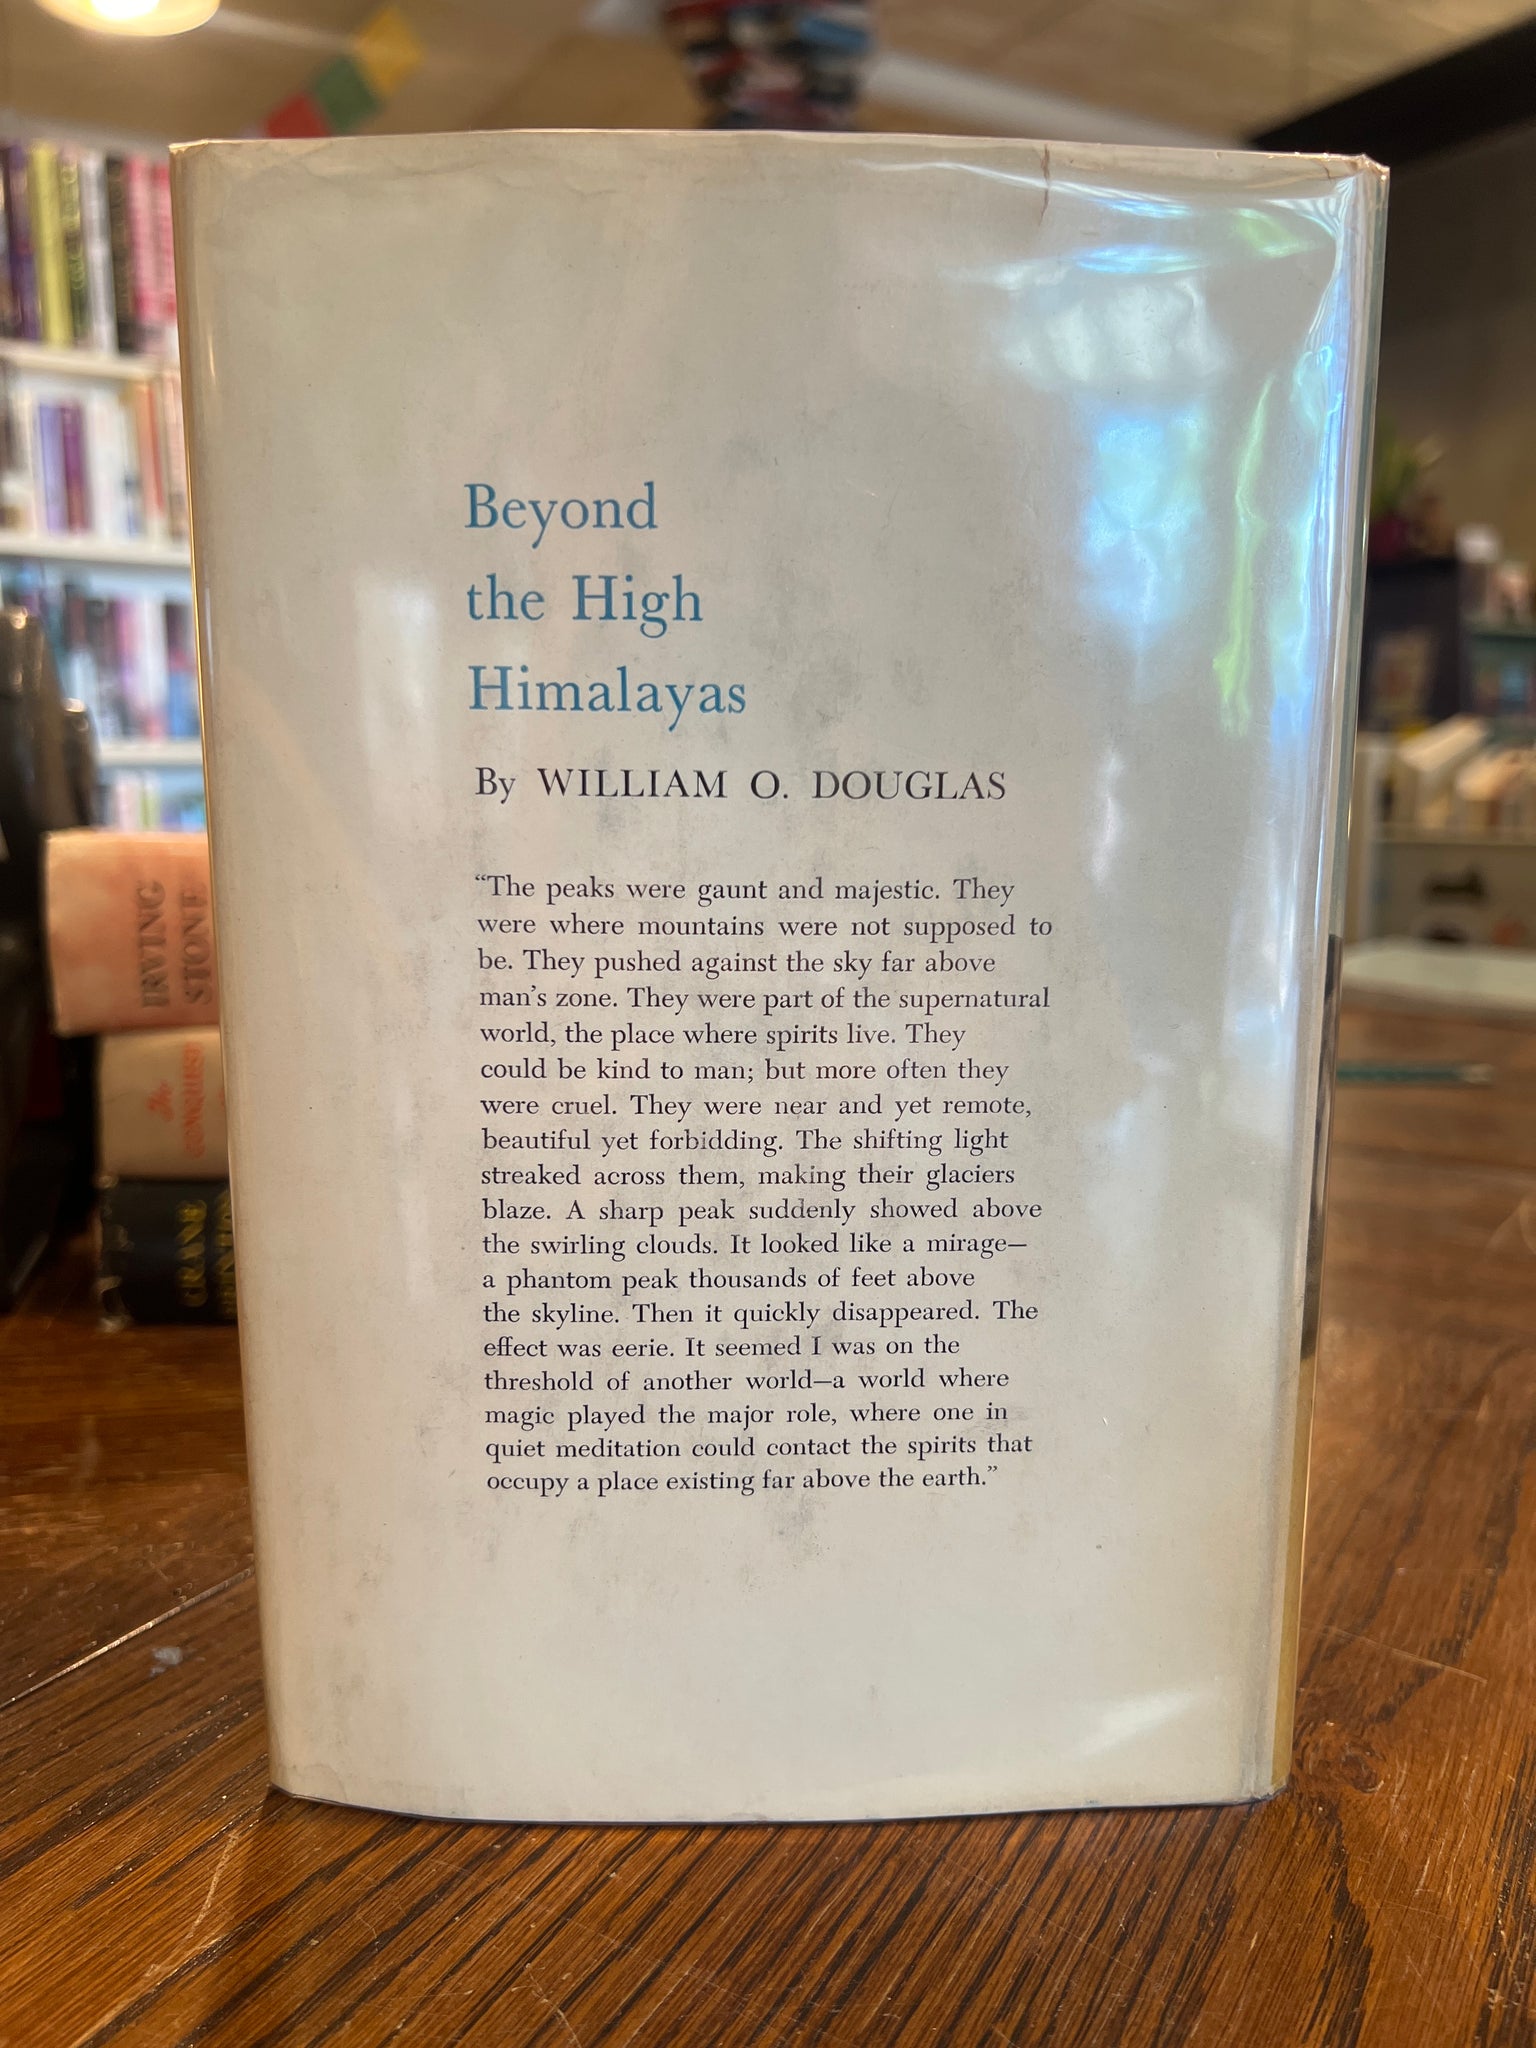 Beyond
the High
Himalayas
By WILLIAM O. DOUGLAS
“The peaks were gaunt and majestic. They
were where mountains were not supposed to
be. They pushed against the sky far above
man’s zone. They were part of the supernatural
world, the place where spirits live. They
could be kind to man; but more often they
were cruel. They were near and yet remote,
beautiful yet forbidding. The shifting light
streaked across them, making their glaciers
blaze. A sharp peak suddenly showed above
the swirling clouds. It looked like a mirage—
a phantom peak thousands of feet above
the skyline. Then it quickly disappeared. The
effect was eerie. It seemed I was on the
threshold of another world—a world where
magic played the major role, where one in
quiet meditation could contact the spirits that
occupy a place existing far above the earth.”
IRVING
STONE
The
CONQUEST
CRANE
BRINTON